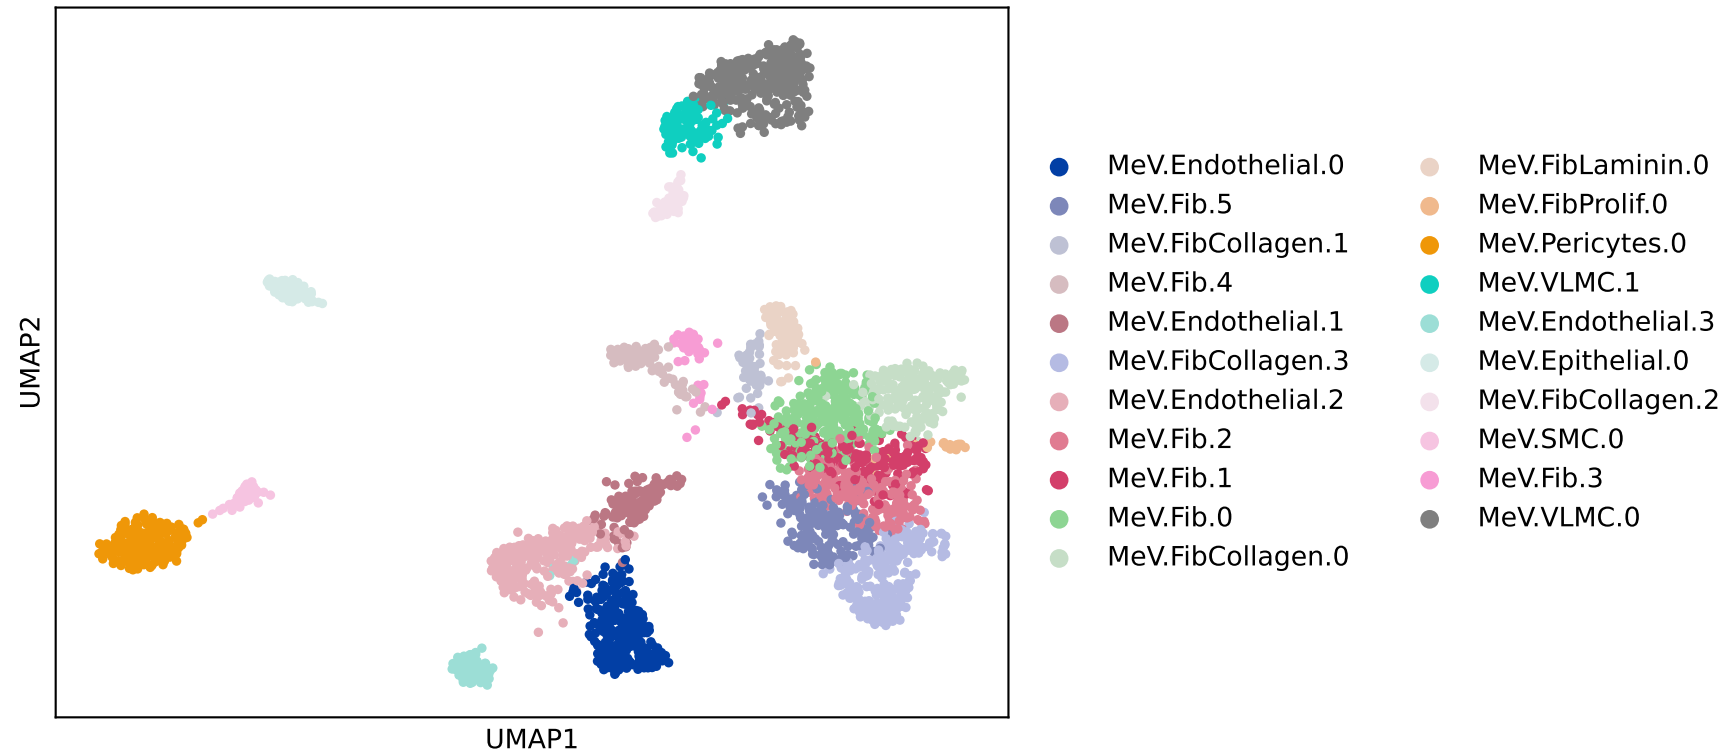 UMAP2
UMAP1
MeV.Endothelial.0
MeV.Fib.5
MeV.FibCollagen.1
MeV.Fib.4
MeV.Endothelial.1
MeV.FibCollagen.3
MeV.Endothelial.2
MeV.Fib.2
MeV.Fib.1
MeV.Fib.0
MeV.FibCollagen.0
MeV.FibLaminin.0
MeV.FibProlif.0
MeV.Pericytes.0
MeV.VLMC.1
MeV.Endothelial.3
MeV.Epithelial.0
MeV.FibCollagen.2
MeV.SMC.0
MeV.Fib.3
MeV.VLMC.0